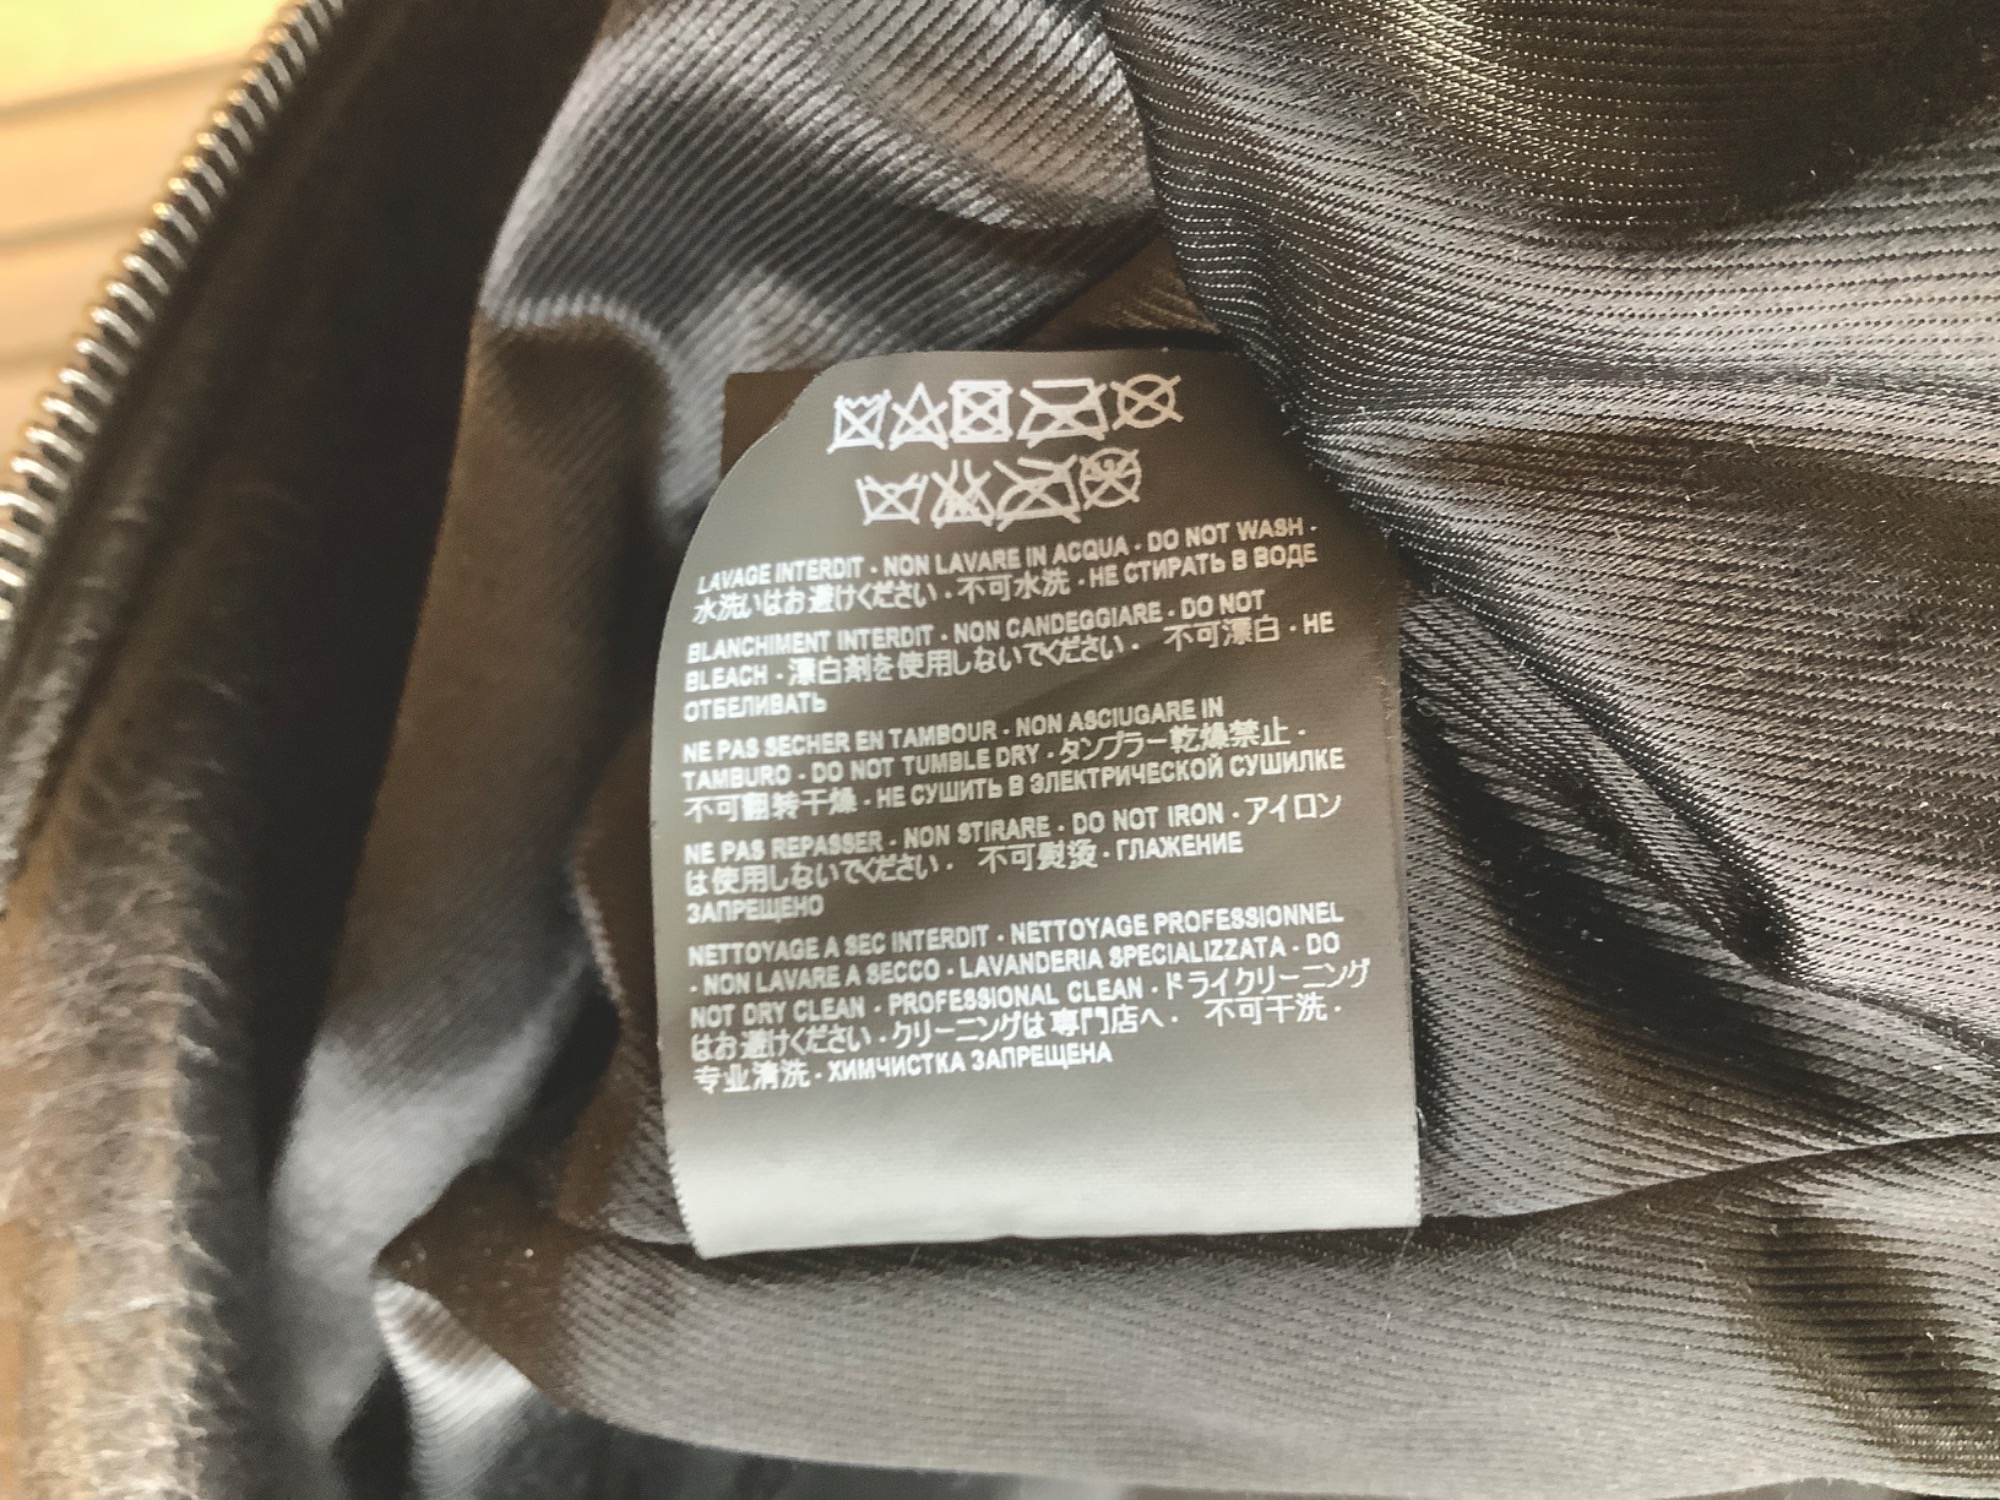 LAVAGE INTERDIT · NON LAVARE IN ACQUA · DO NOT WASH ·
水洗いはお避けください · 不可水洗 · НЕ СТИРАТЬ В ВОДЕ
BLANCHIMENT INTERDIT · NON CANDEGGIARE · DO NOT
BLEACH · 漂白剤を使用しないでください · 不可漂白 · НЕ
ОТБЕЛИВАТЬ
NE PAS SECHER EN TAMBOUR · NON ASCIUGARE IN
TAMBURO · DO NOT TUMBLE DRY · タンブラー乾燥禁止 ·
不可翻转干燥 · НЕ СУШИТЬ В ЭЛЕКТРИЧЕСКОЙ СУШИЛКЕ
NE PAS REPASSER · NON STIRARE · DO NOT IRON · アイロン
は使用しないでください · 不可熨烫 · ГЛАЖЕНИЕ
ЗАПРЕЩЕНО
NETTOYAGE A SEC INTERDIT · NETTOYAGE PROFESSIONNEL
· NON LAVARE A SECCO · LAVANDERIA SPECIALIZZATA · DO
NOT DRY CLEAN · PROFESSIONAL CLEAN · ドライクリーニング
はお避けください · クリーニングは専門店へ · 不可干洗 ·
专业清洗 · ХИМЧИСТКА ЗАПРЕЩЕНА